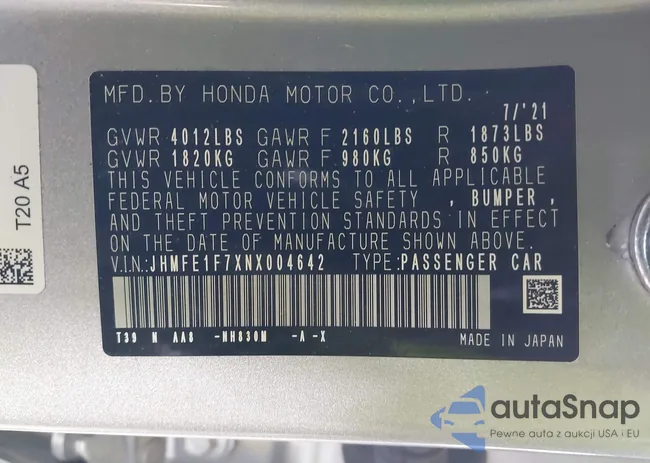 MFD.BY HONDA MOTOR CO.,LTD.
7/'21
GVWR 4012LBS GAWR F 2160LBS R 1873LBS
GVWR 1820KG GAWR F 980KG R 850KG
THIS VEHICLE CONFORMS TO ALL APPLICABLE
FEDERAL MOTOR VEHICLE SAFETY , BUMPER ,
AND THEFT PREVENTION STANDARDS IN EFFECT
ON THE DATE OF MANUFACTURE SHOWN ABOVE.
V.I.N.:JHMFE1F7XNX004642 TYPE:PASSENGER CAR
T39 N AA8 -NH830M -A -X
MADE IN JAPAN
T20 A5
autaSnap
Pewne auta z aukcji USA i EU